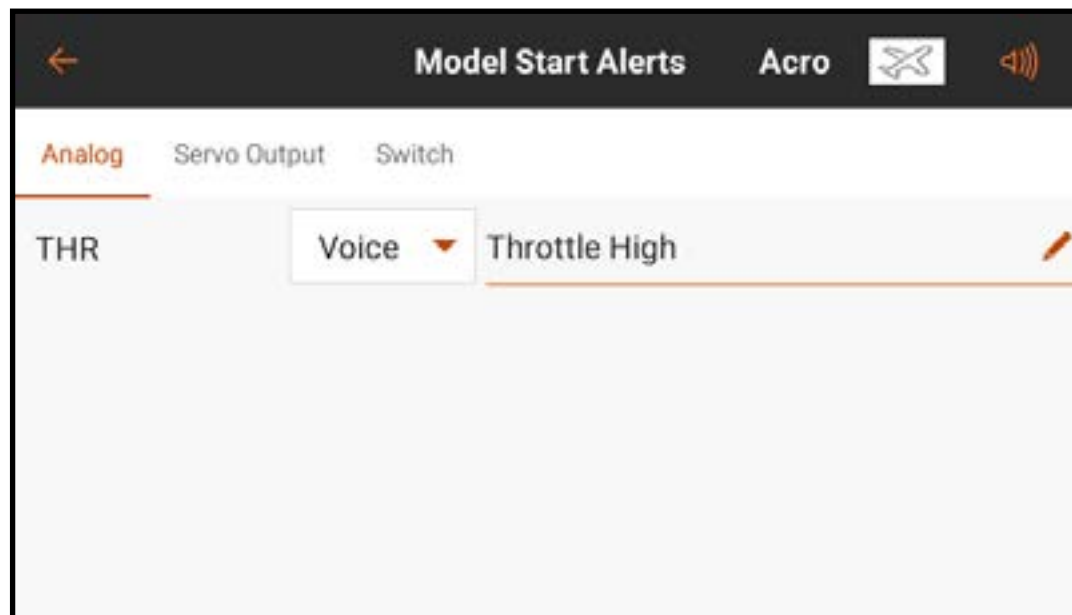 Model Start Alerts Acro
Analog Servo Output Switch
THR Voice Throttle High